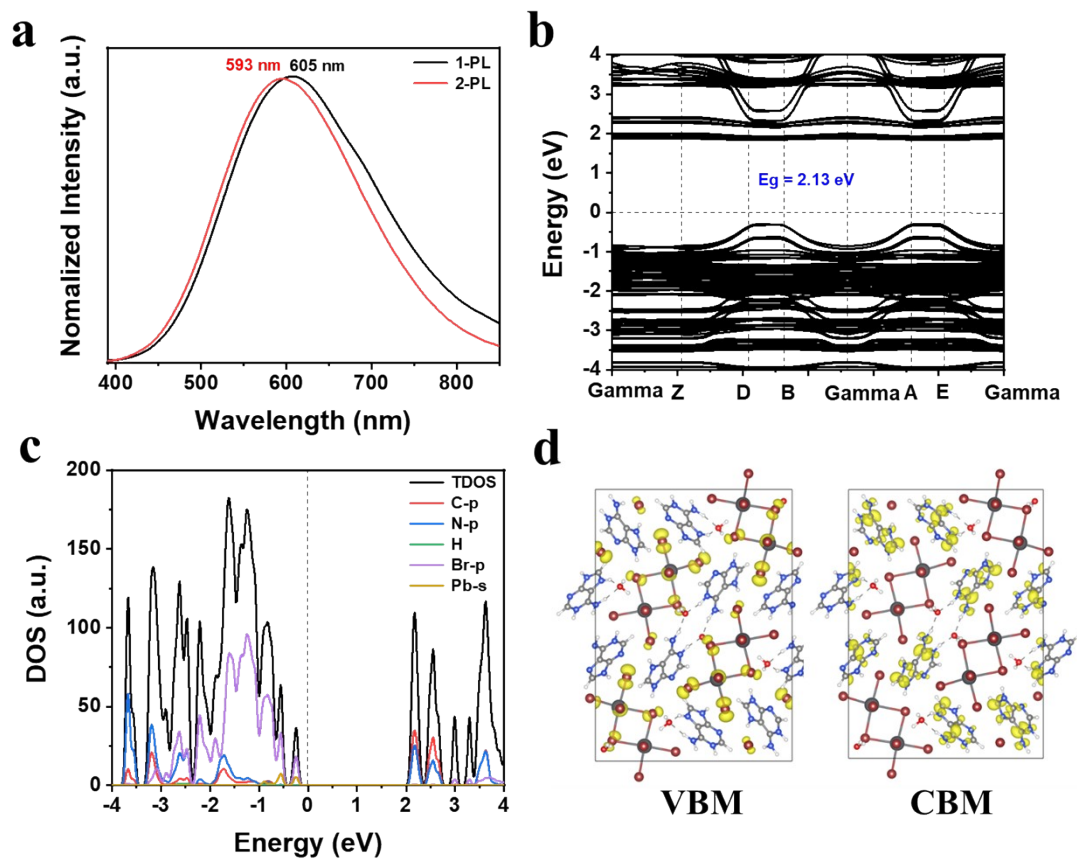 a
593 nm 605 nm
1-PL
2-PL
Nomalized Intensity (a.u.)
400 500 600 700 800
Wavelength (nm)
b
4
3
2
1
0
-1
-2
-3
-4
Energy (eV)
Eg = 2.13 eV
Gamma Z D B Gamma A E Gamma
c
200
150
100
50
0
DOS (a.u.)
TDOS
C-p
N-p
H
Br-p
Pb-s
-4 -3 -2 -1 0 1 2 3 4
Energy (eV)
d
VBM CBM